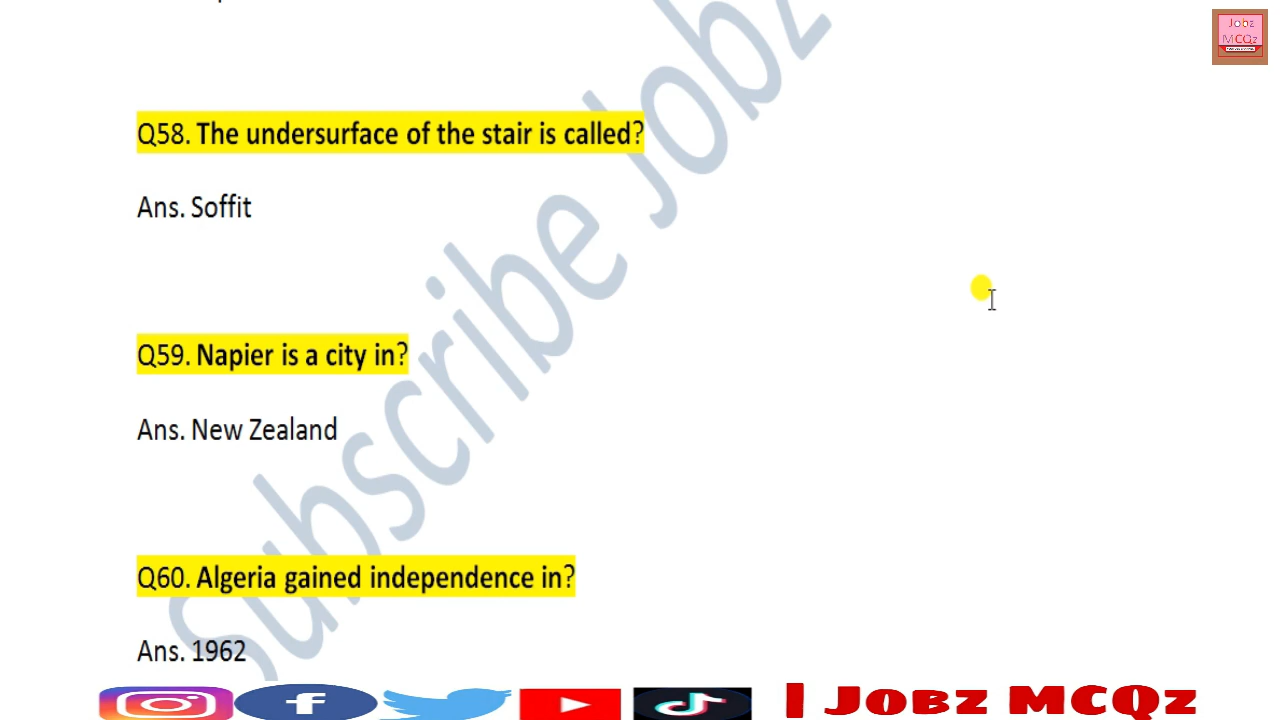 Jobz
MCQz
Q58. The undersurface of the stair is called?
Ans. Soffit
Q59. Napier is a city in?
Ans. New Zealand
Q60. Algeria gained independence in?
Ans. 1962
Subscribe Jobz
| Jobz MCQz